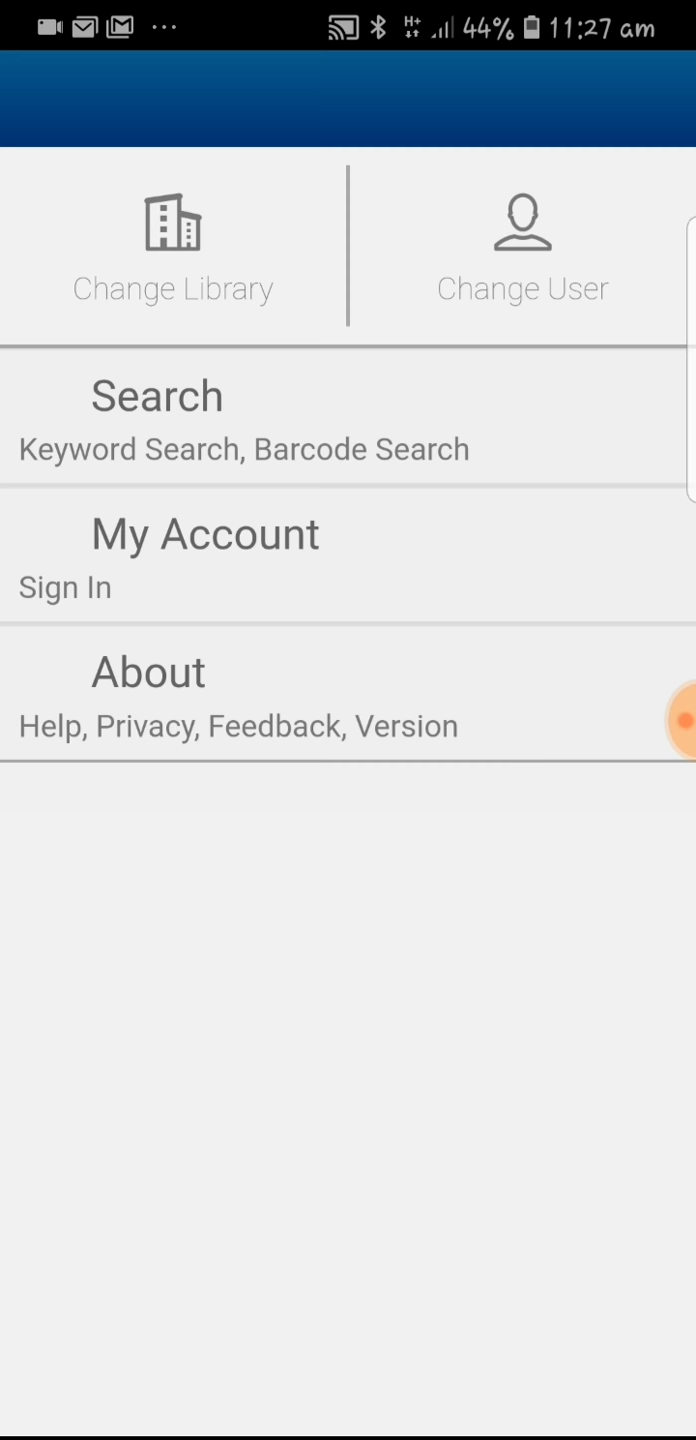 H+ 44% 11:27 am
Change Library
Change User
Search
Keyword Search, Barcode Search
My Account
Sign In
About
Help, Privacy, Feedback, Version